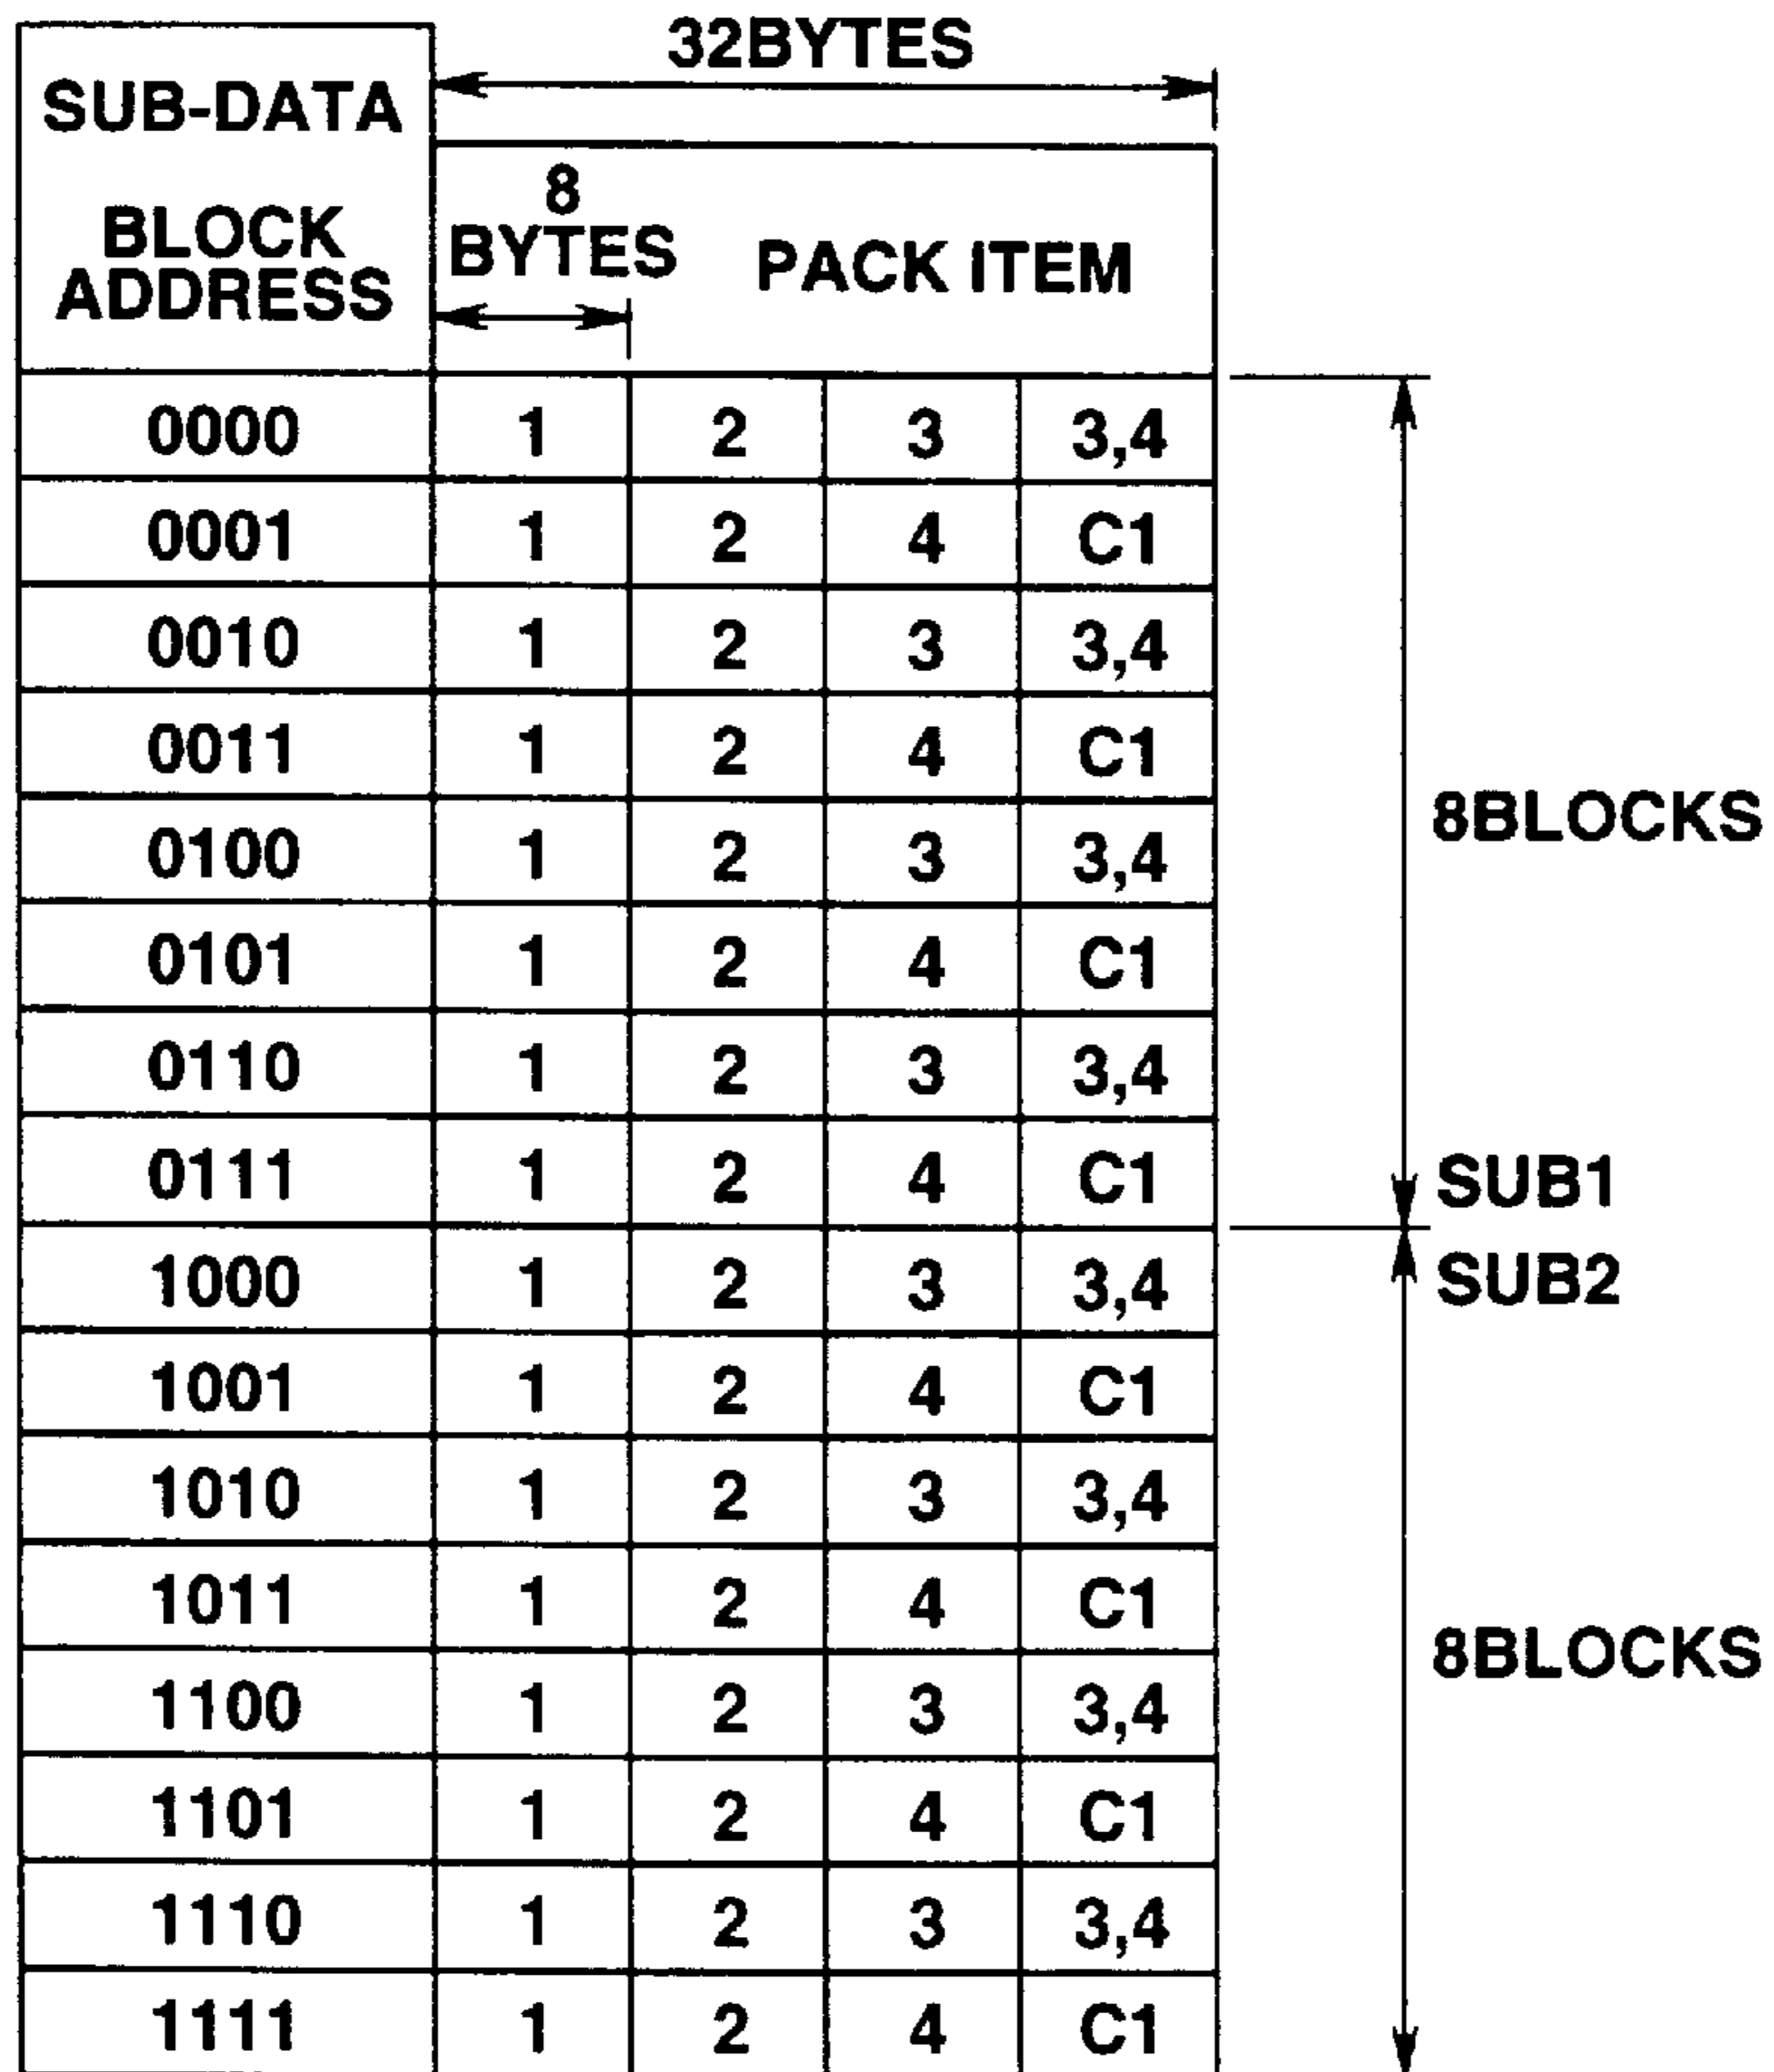 32BYTES
SUB-DATA
BLOCK
ADDRESS
8
BYTES
PACK ITEM
0000 1 2 3 3,4
0001 1 2 4 C1
0010 1 2 3 3,4
0011 1 2 4 C1
8BLOCKS
0100 1 2 3 3,4
0101 1 2 4 C1
0110 1 2 3 3,4
0111 1 2 4 C1
SUB1
SUB2
1000 1 2 3 3,4
1001 1 2 4 C1
1010 1 2 3 3,4
1011 1 2 4 C1
8BLOCKS
1100 1 2 3 3,4
1101 1 2 4 C1
1110 1 2 3 3,4
1111 1 2 4 C1